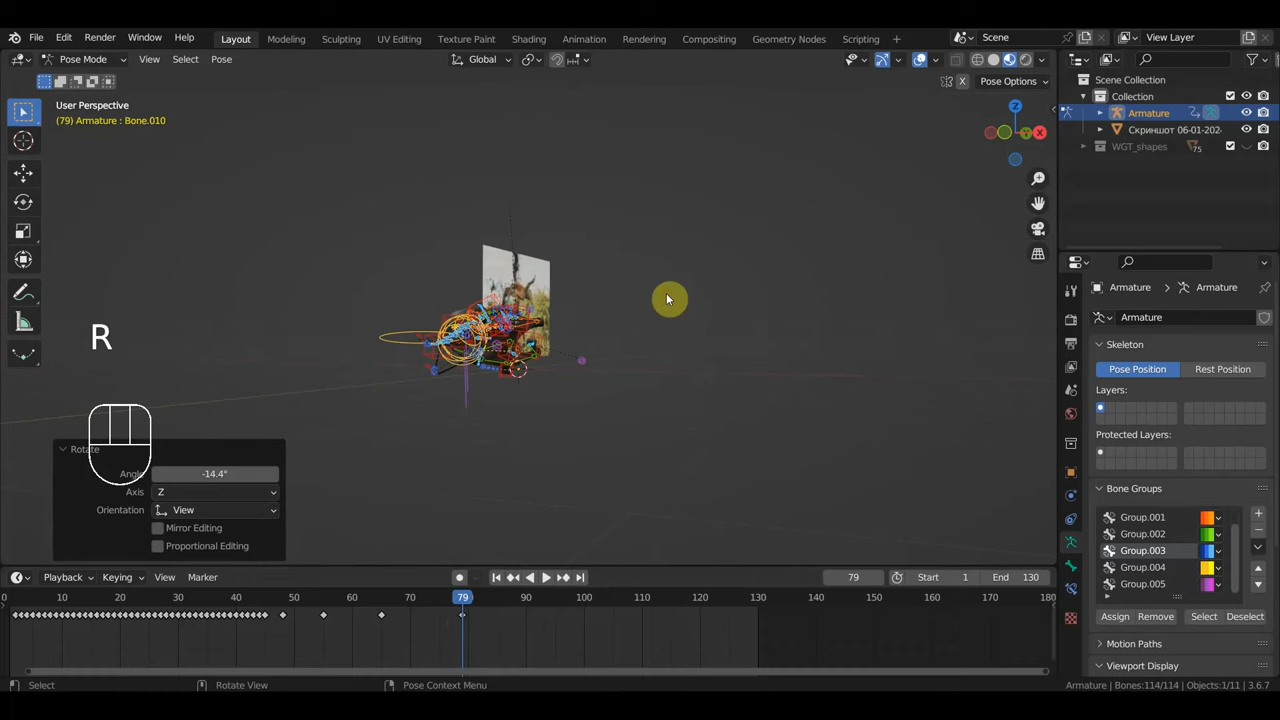 File Edit Render Window Help Layout Modeling Sculpting UV Editing Texture Paint Shading Animation Rendering Compositing Geometry Nodes Scripting + Scene View Layer
Pose Mode View Select Pose Global
X Pose Options
User Perspective
(79) Armature : Bone.010
Z
X
R
Rotate
Angle -14.4°
Axis Z
Orientation View
Mirror Editing
Proportional Editing
Scene Collection
Collection
Armature
Скриншот 06-01-202
WGT_shapes 75
Armature > Armature
Armature
Skeleton
Pose Position Rest Position
Layers:
Protected Layers:
Bone Groups
Group.001
Group.002
Group.003
Group.004
Group.005
Assign Remove Select Deselect
Motion Paths
Viewport Display
Playback Keying View Marker 79 Start 1 End 130
0 10 20 30 40 50 60 70 79 90 100 110 120 130 140 150 160 170 180
Select Rotate View Pose Context Menu Armature | Bones:114/114 | Objects:1/11 | 3.6.7